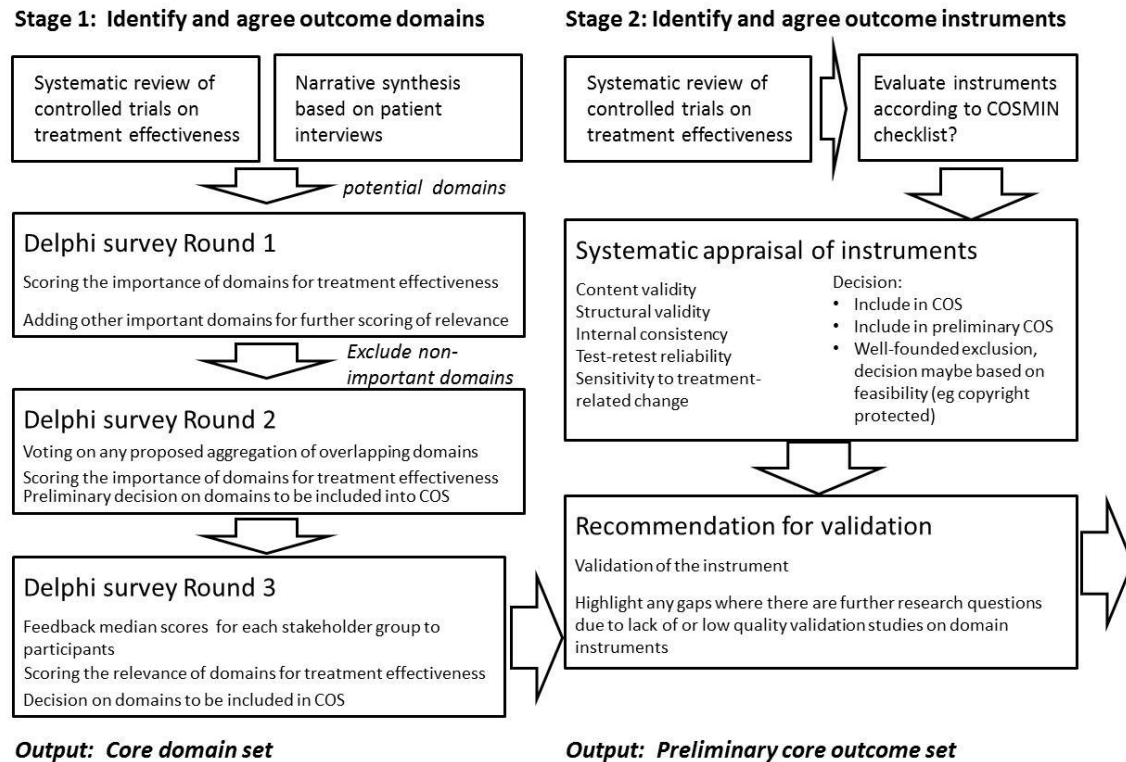 Stage 1:  Identify and agree outcome domains
Systematic review of
controlled trials on
treatment effectiveness
Narrative synthesis
based on patient
interviews
potential domains
Delphi survey Round 1
Scoring the importance of domains for treatment effectiveness
Adding other important domains for further scoring of relevance
Exclude non-
important domains
Delphi survey Round 2
Voting on any proposed aggregation of overlapping domains
Scoring the importance of domains for treatment effectiveness
Preliminary decision on domains to be included into COS
Delphi survey Round 3
Feedback median scores for each stakeholder group to
participants
Scoring the relevance of domains for treatment effectiveness
Decision on domains to be included in COS
Output:  Core domain set
Stage 2: Identify and agree outcome instruments
Systematic review of
controlled trials on
treatment effectiveness
Evaluate instruments
according to COSMIN
checklist?
Systematic appraisal of instruments
Content validity
Structural validity
Internal consistency
Test-retest reliability
Sensitivity to treatment-
related change
Decision:
• Include in COS
• Include in preliminary COS
• Well-founded exclusion,
decision maybe based on
feasibility (eg copyright
protected)
Recommendation for validation
Validation of the instrument
Highlight any gaps where there are further research questions
due to lack of or low quality validation studies on domain
instruments
Output:  Preliminary core outcome set